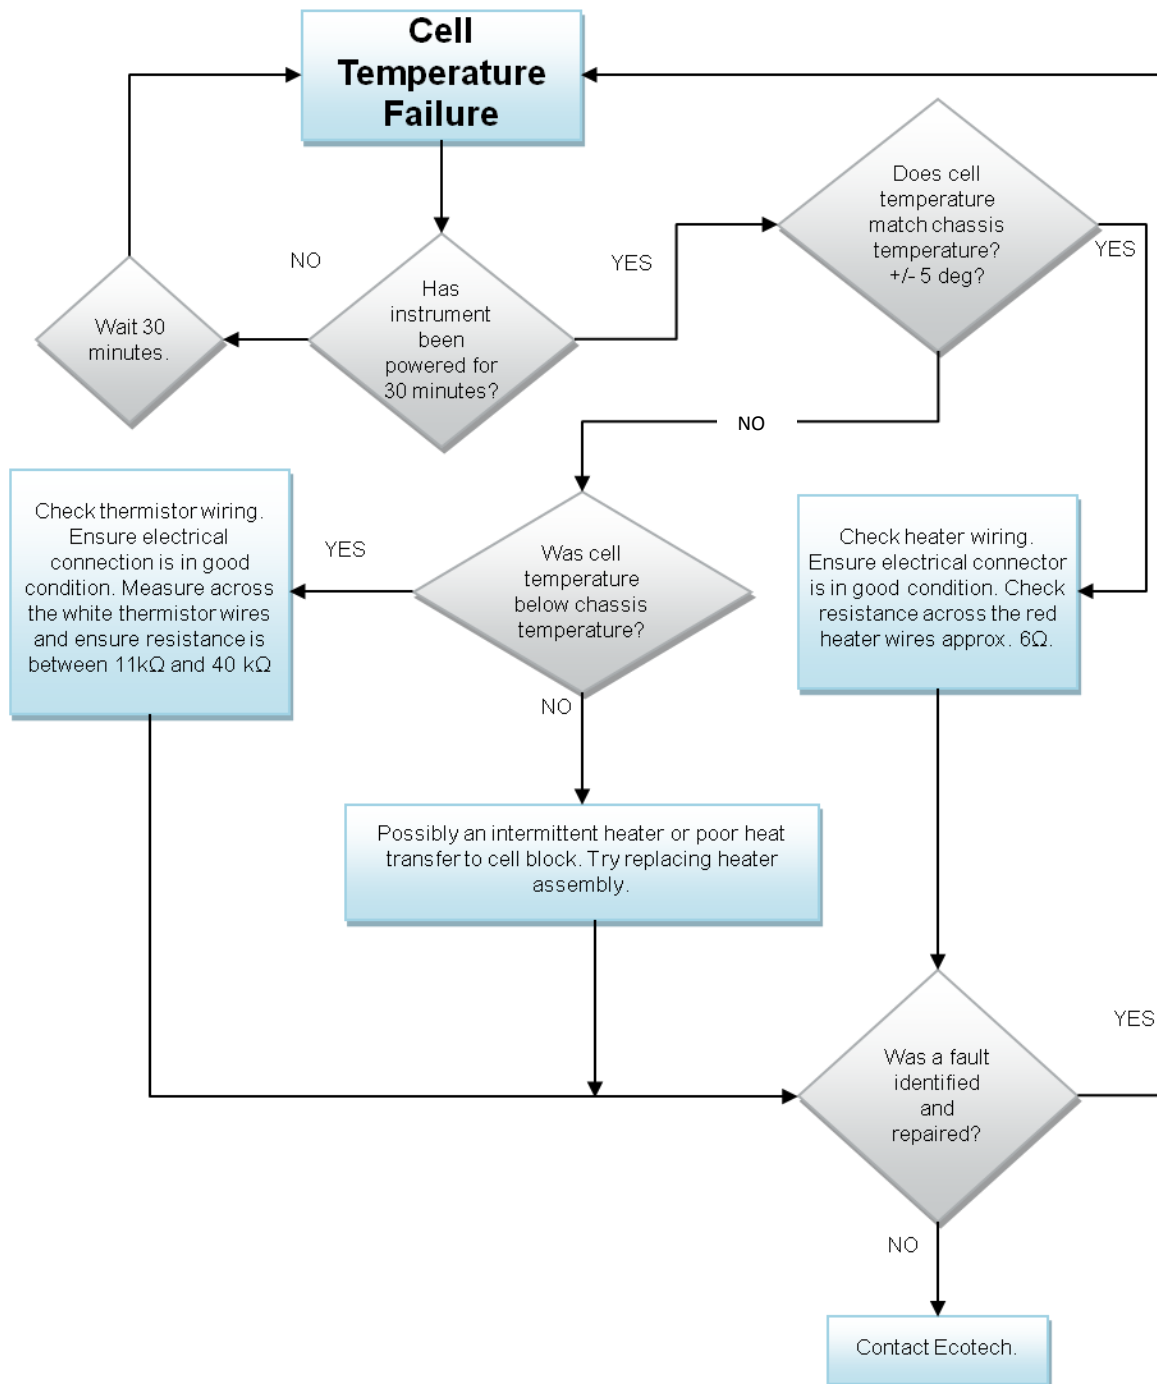 Cell
Temperature
Failure
NO
YES
Wait 30
minutes.
Has
instrument
been
powered for
30 minutes?
Does cell
temperature
match chassis
temperature?
+/- 5 deg?
YES
NO
Check thermistor wiring.
Ensure electrical
connection is in good
condition. Measure across
the white thermistor wires
and ensure resistance is
between 11kΩ and 40 kΩ
YES
Was cell
temperature
below chassis
temperature?
NO
Check heater wiring.
Ensure electrical connector
is in good condition. Check
resistance across the red
heater wires approx. 6Ω.
Possibly an intermittent heater or poor heat
transfer to cell block. Try replacing heater
assembly.
Was a fault
identified
and
repaired?
YES
NO
Contact Ecotech.